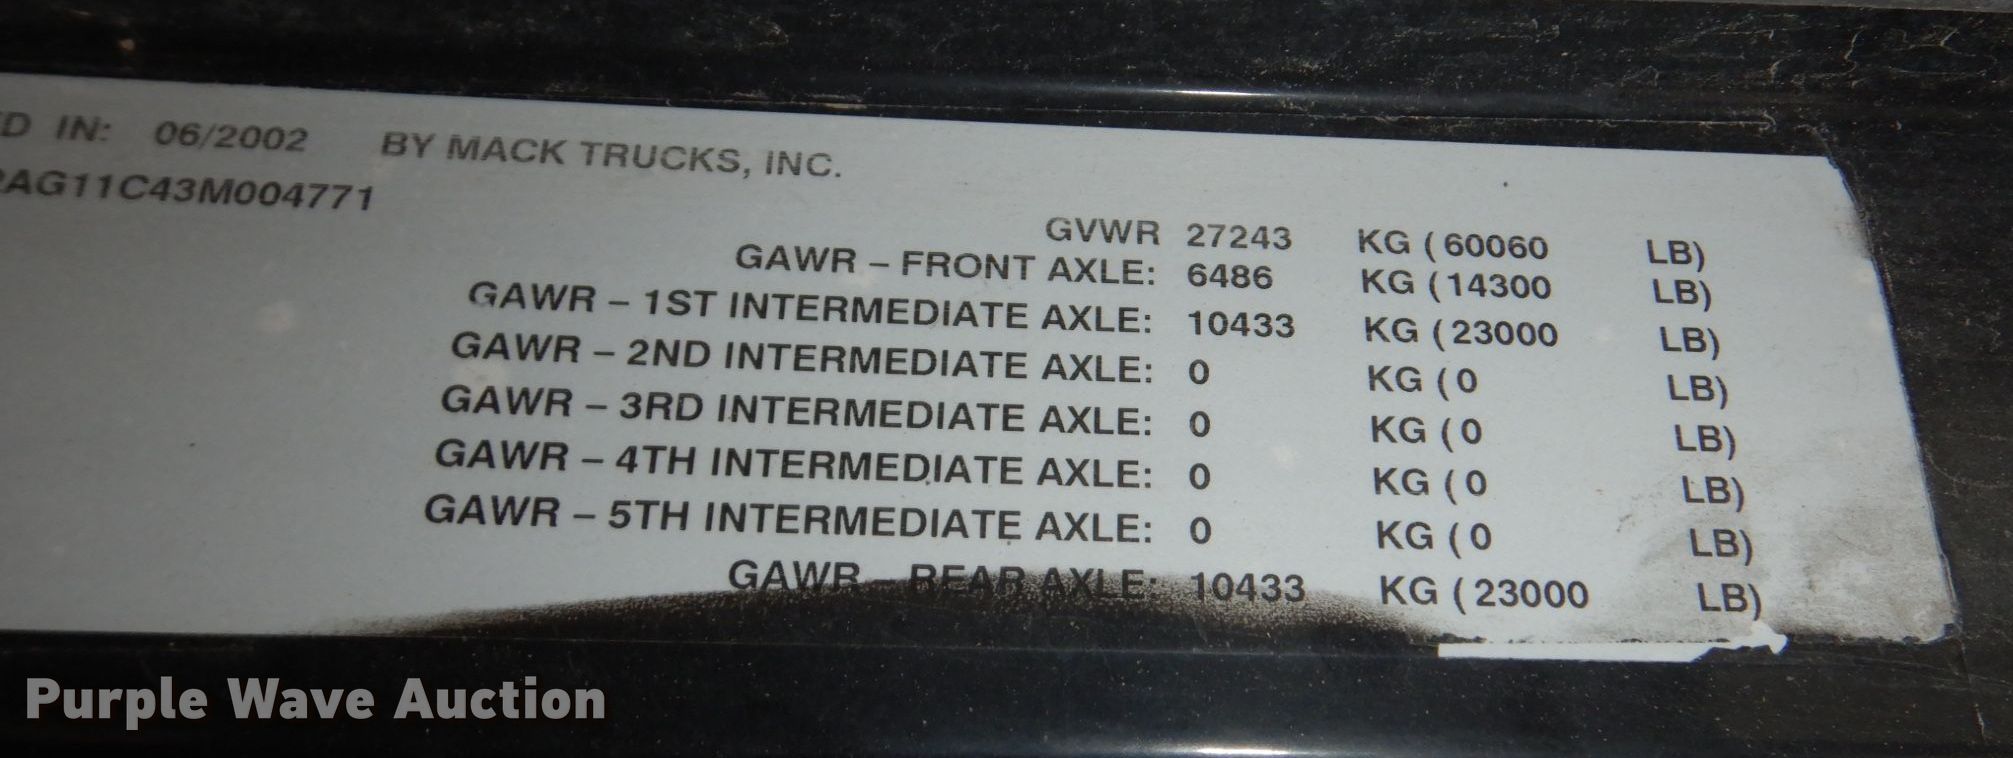 IN: 06/2002 BY MACK TRUCKS, INC.
AG11C43M004771
GVWR 27243 KG (60060 LB)
GAWR – FRONT AXLE: 6486 KG (14300 LB)
GAWR – 1ST INTERMEDIATE AXLE: 10433 KG (23000 LB)
GAWR – 2ND INTERMEDIATE AXLE: 0 KG (0 LB)
GAWR – 3RD INTERMEDIATE AXLE: 0 KG (0 LB)
GAWR – 4TH INTERMEDIATE AXLE: 0 KG (0 LB)
GAWR – 5TH INTERMEDIATE AXLE: 0 KG (0 LB)
GAWR – REAR AXLE: 10433 KG (23000 LB)
Purple Wave Auction